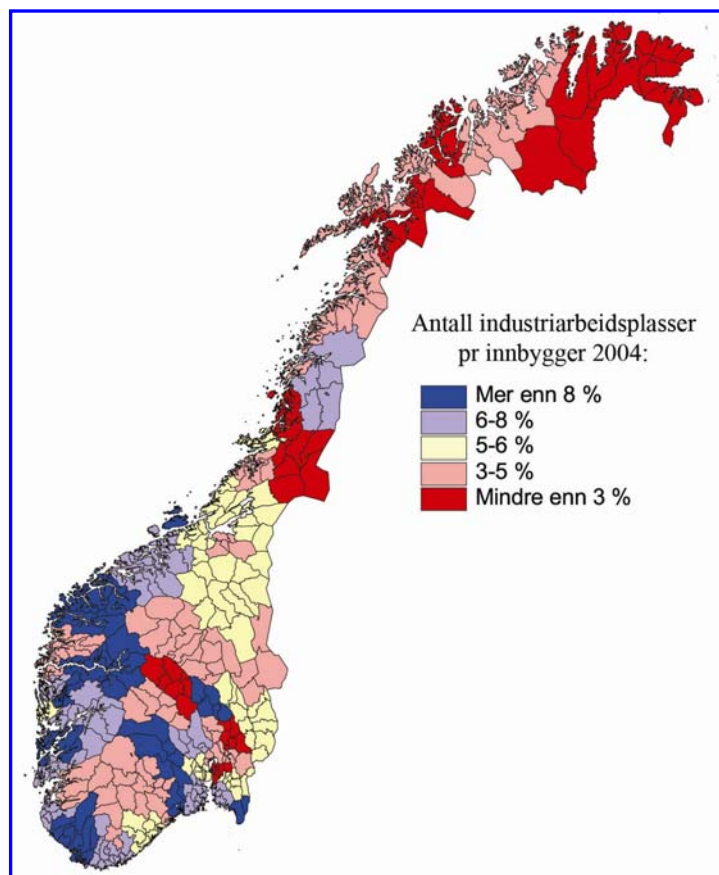 Antall industriarbeidsplasser
pr innbygger 2004:
Mer enn 8 %
6-8 %
5-6 %
3-5 %
Mindre enn 3 %